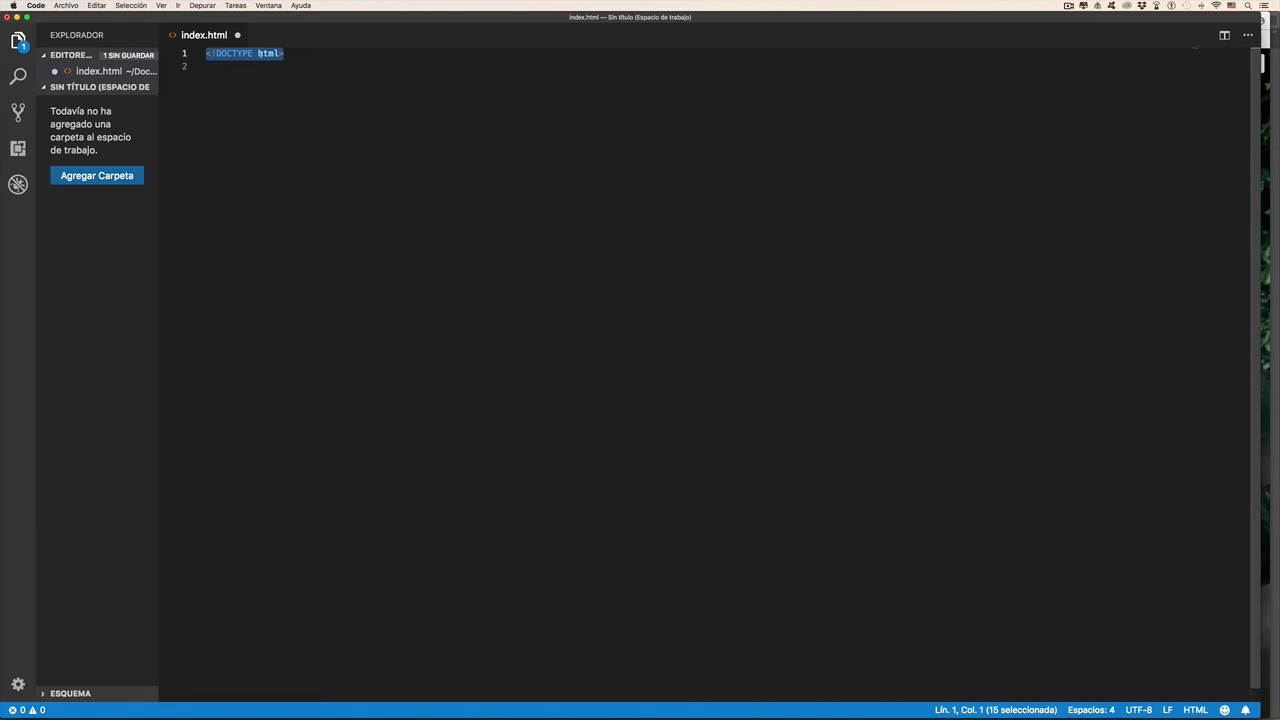 Code Archivo Editar Selección Ver Ir Depurar Tareas Ventana Ayuda
index.html — Sin título (Espacio de trabajo)
EXPLORADOR
index.html
EDITORE... 1 SIN GUARDAR
1 <!DOCTYPE html>
1
2
index.html ~/Doc...
SIN TÍTULO (ESPACIO DE
Todavía no ha
agregado una
carpeta al espacio
de trabajo.
Agregar Carpeta
ESQUEMA
0 0
Lín. 1, Col. 1 (15 seleccionada) Espacios: 4 UTF-8 LF HTML